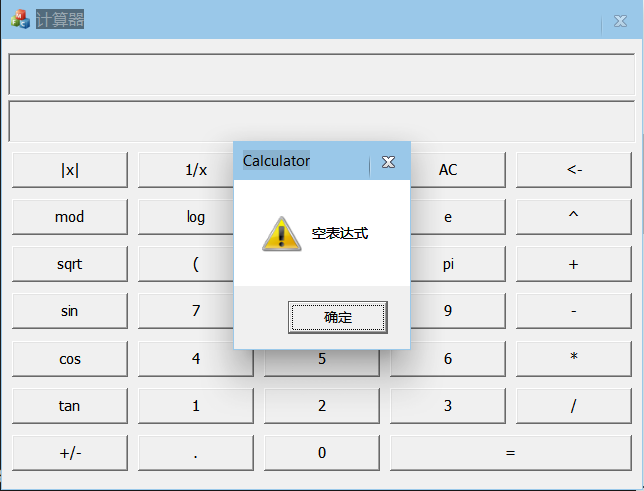 计算器
Calculator
空表达式
确定
|x| 1/x AC <-
mod log e ^
sqrt ( pi +
sin 7 9 -
cos 4 5 6 *
tan 1 2 3 /
+/- . 0 =